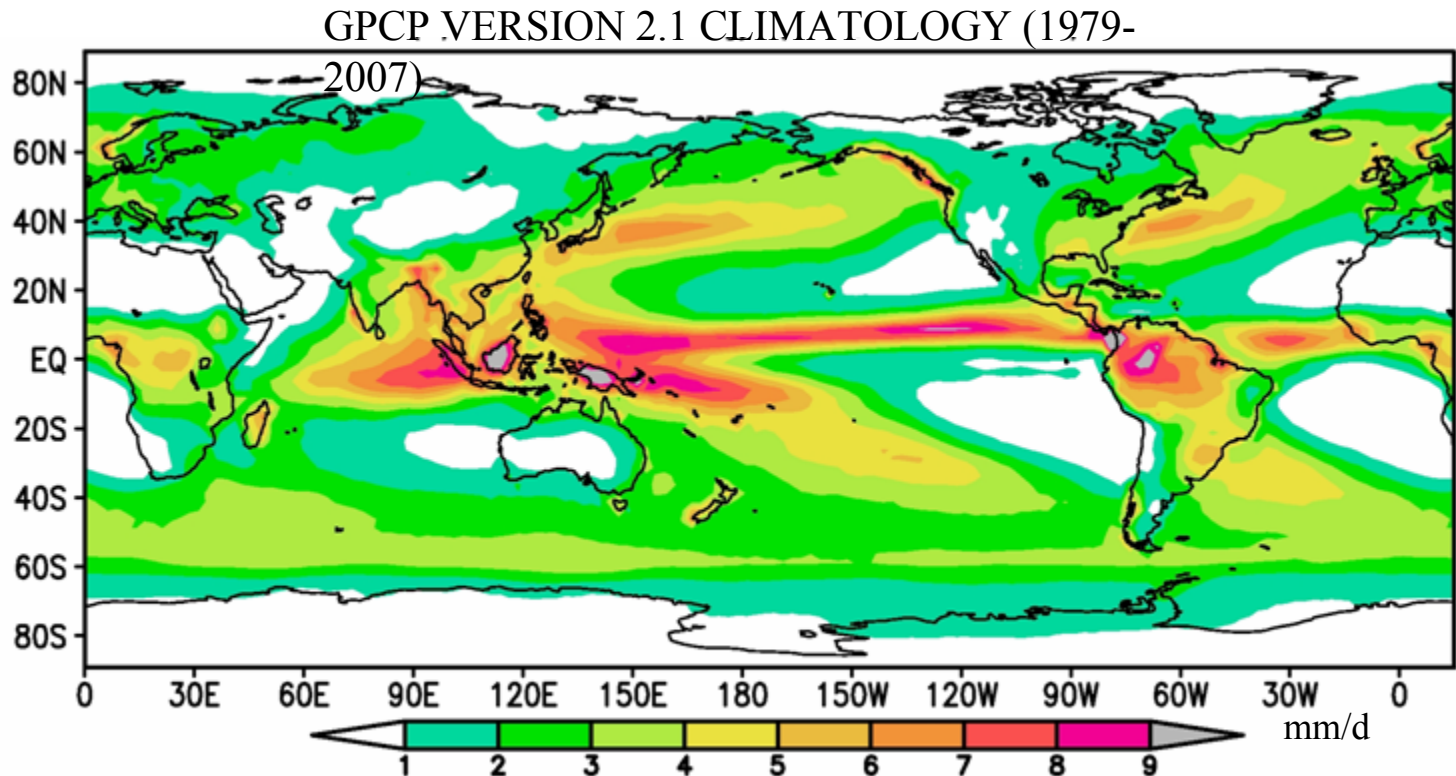 GPCP VERSION 2.1 CLIMATOLOGY (1979-
2007)
80N
60N
40N
20N
EQ
20S
40S
60S
80S
0 30E 60E 90E 120E 150E 180 150W 120W 90W 60W 30W 0
mm/d
1 2 3 4 5 6 7 8 9